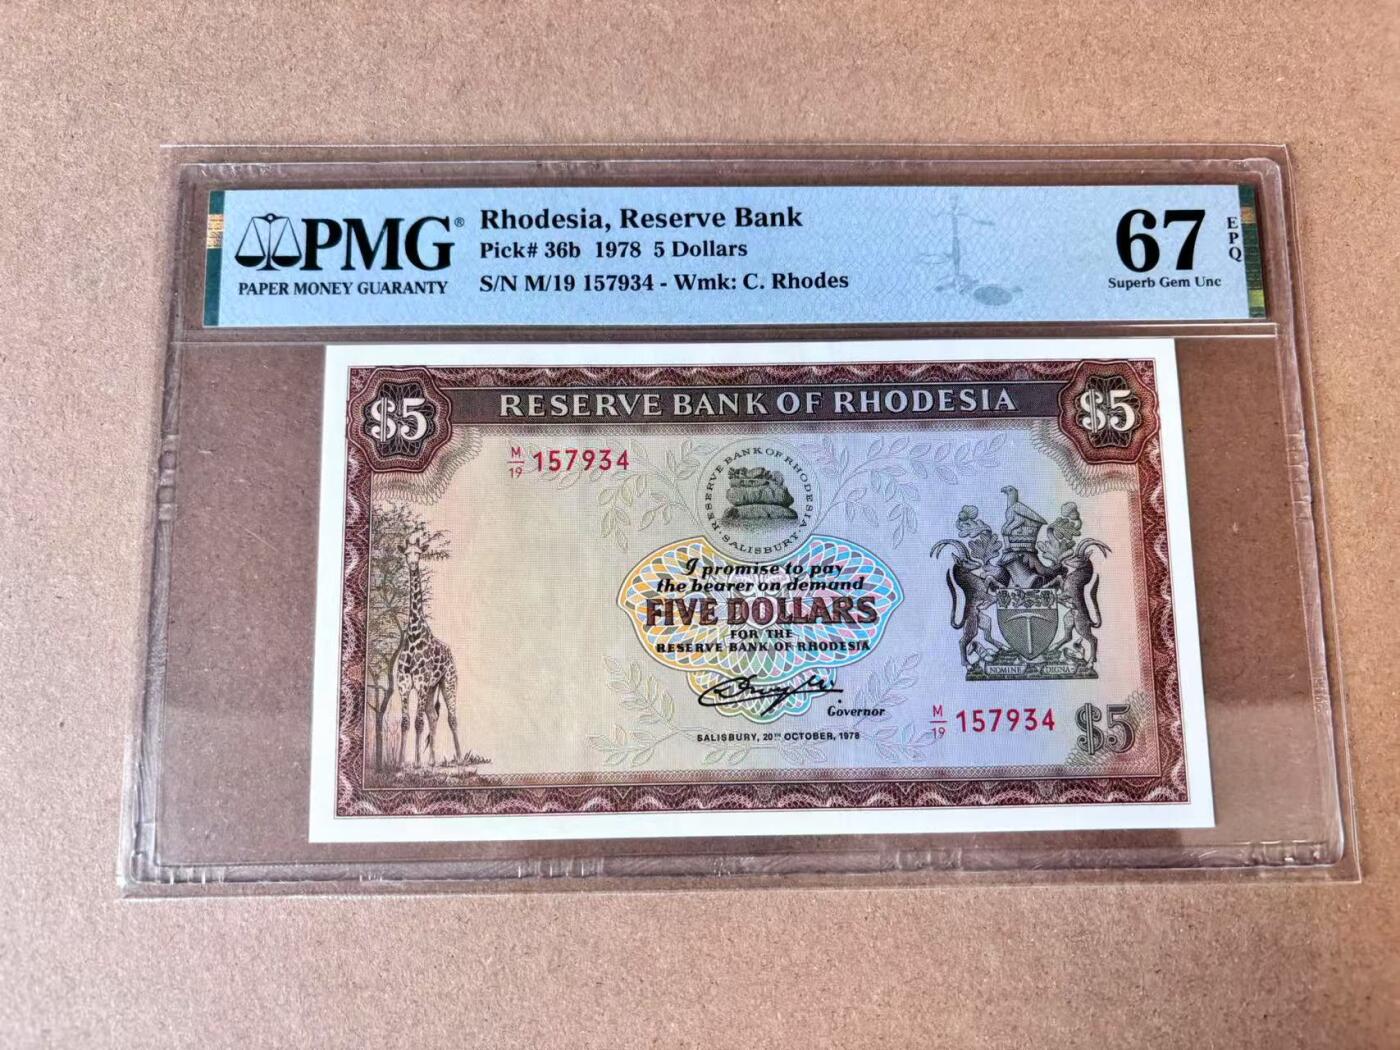 PMG®
PAPER MONEY GUARANTY
Rhodesia, Reserve Bank
Pick# 36b 1978 5 Dollars
S/N M/19 157934 - Wmk: C. Rhodes
67
EPQ
Superb Gem Unc
$5
RESERVE BANK OF RHODESIA
$5
M/19 157934
RESERVE BANK OF RHODESIA
· SALISBURY ·
I promise to pay
the bearer on demand
FIVE DOLLARS
FOR THE
RESERVE BANK OF RHODESIA
Governor
SALISBURY, 20TH OCTOBER, 1978
NOMINE DIGNA
M/19 157934
$5